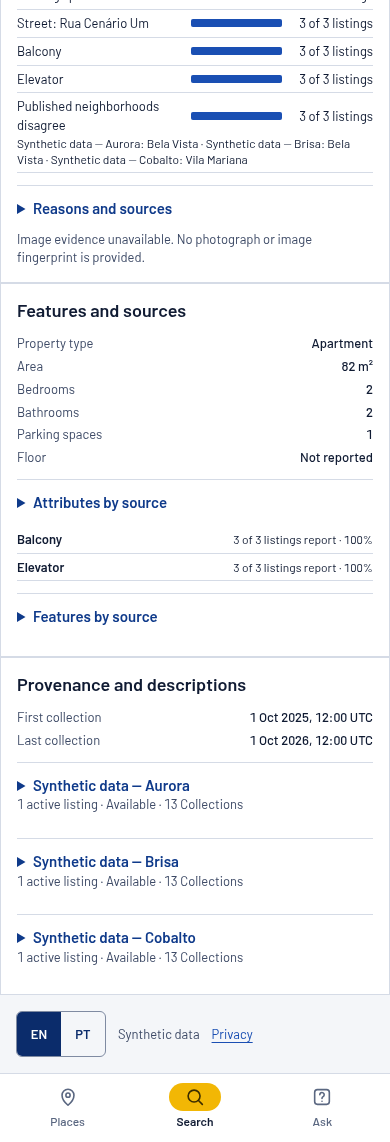 Street: Rua Cenário Um 3 of 3 listings
Balcony 3 of 3 listings
Elevator 3 of 3 listings
Published neighborhoods
disagree 3 of 3 listings
Synthetic data — Aurora: Bela Vista · Synthetic data — Brisa: Bela
Vista · Synthetic data — Cobalto: Vila Mariana
Reasons and sources
Image evidence unavailable. No photograph or image
fingerprint is provided.
Features and sources
Property type Apartment
Area 82 m²
Bedrooms 2
Bathrooms 2
Parking spaces 1
Floor Not reported
Attributes by source
Balcony 3 of 3 listings report · 100%
Elevator 3 of 3 listings report · 100%
Features by source
Provenance and descriptions
First collection 1 Oct 2025, 12:00 UTC
Last collection 1 Oct 2026, 12:00 UTC
Synthetic data — Aurora
1 active listing · Available · 13 Collections
Synthetic data — Brisa
1 active listing · Available · 13 Collections
Synthetic data — Cobalto
1 active listing · Available · 13 Collections
EN PT Synthetic data Privacy
Places Search Ask